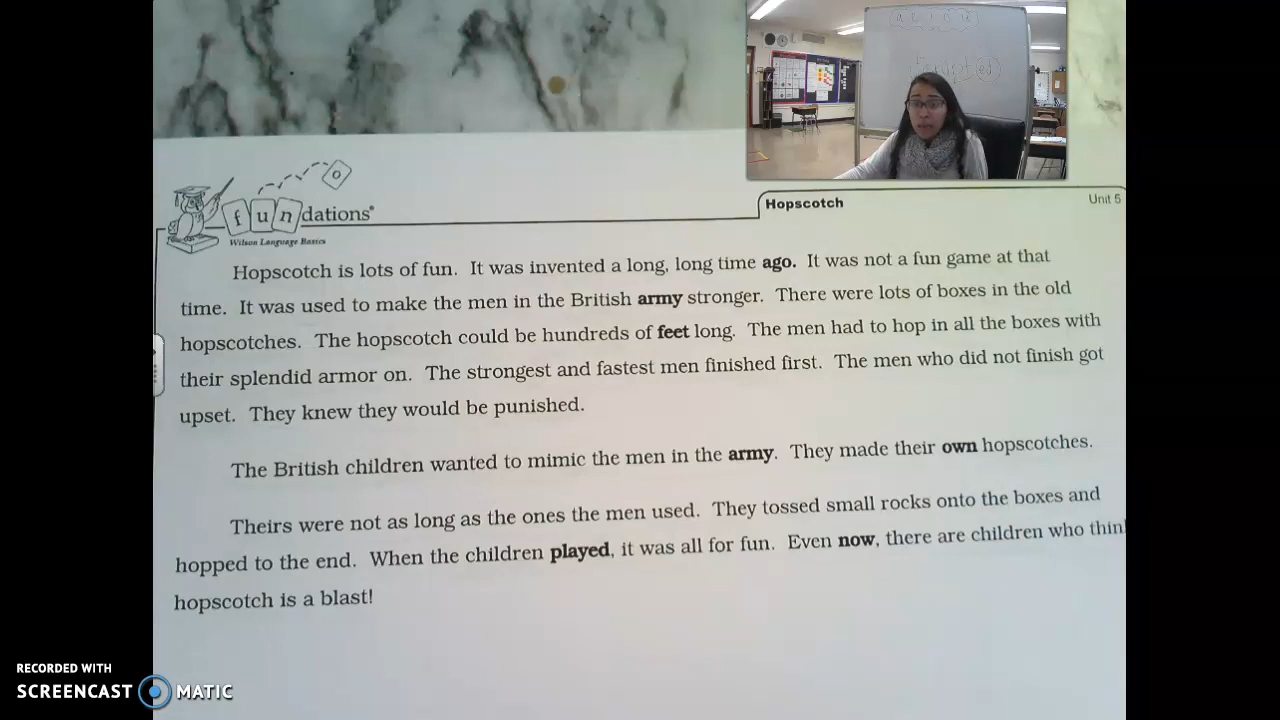 Hopscotch
Unit 5
fundations®
Wilson Language Basics
Hopscotch is lots of fun. It was invented a long, long time ago. It was not a fun game at that
time. It was used to make the men in the British army stronger. There were lots of boxes in the old
hopscotches. The hopscotch could be hundreds of feet long. The men had to hop in all the boxes with
their splendid armor on. The strongest and fastest men finished first. The men who did not finish got
upset. They knew they would be punished.
The British children wanted to mimic the men in the army. They made their own hopscotches.
Theirs were not as long as the ones the men used. They tossed small rocks onto the boxes and
hopped to the end. When the children played, it was all for fun. Even now, there are children who thin
hopscotch is a blast!
RECORDED WITH
SCREENCAST MATIC